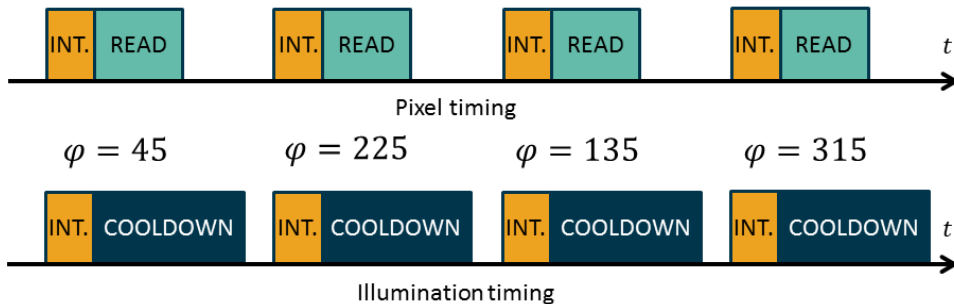 INT. READ INT. READ INT. READ INT. READ t
Pixel timing
φ = 45 φ = 225 φ = 135 φ = 315
INT. COOLDOWN INT. COOLDOWN INT. COOLDOWN INT. COOLDOWN t
Illumination timing